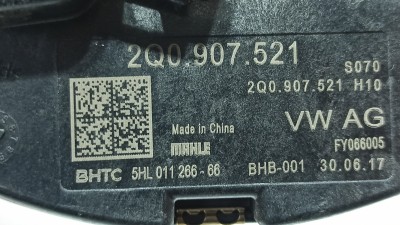 2Q0.907.521
S070
2Q0.907.521 H10
Made in China
VW AG
MAHLE
FY066005
BHTC 5HL 011 266-66 BHB-001 30.06.17